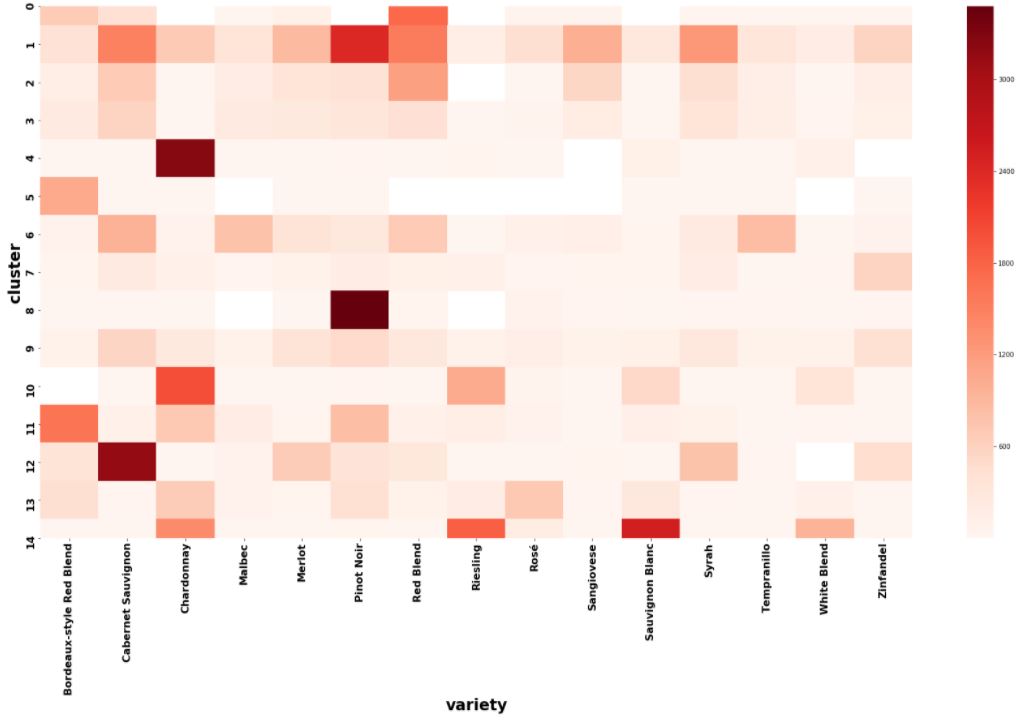 cluster
0
1
2
3
4
5
6
7
8
9
10
11
12
13
14
Bordeaux-style Red Blend
Cabernet Sauvignon
Chardonnay
Malbec
Merlot
Pinot Noir
Red Blend
Riesling
Rosé
Sangiovese
Sauvignon Blanc
Syrah
Tempranillo
White Blend
Zinfandel
variety
3000
2400
1800
1200
600